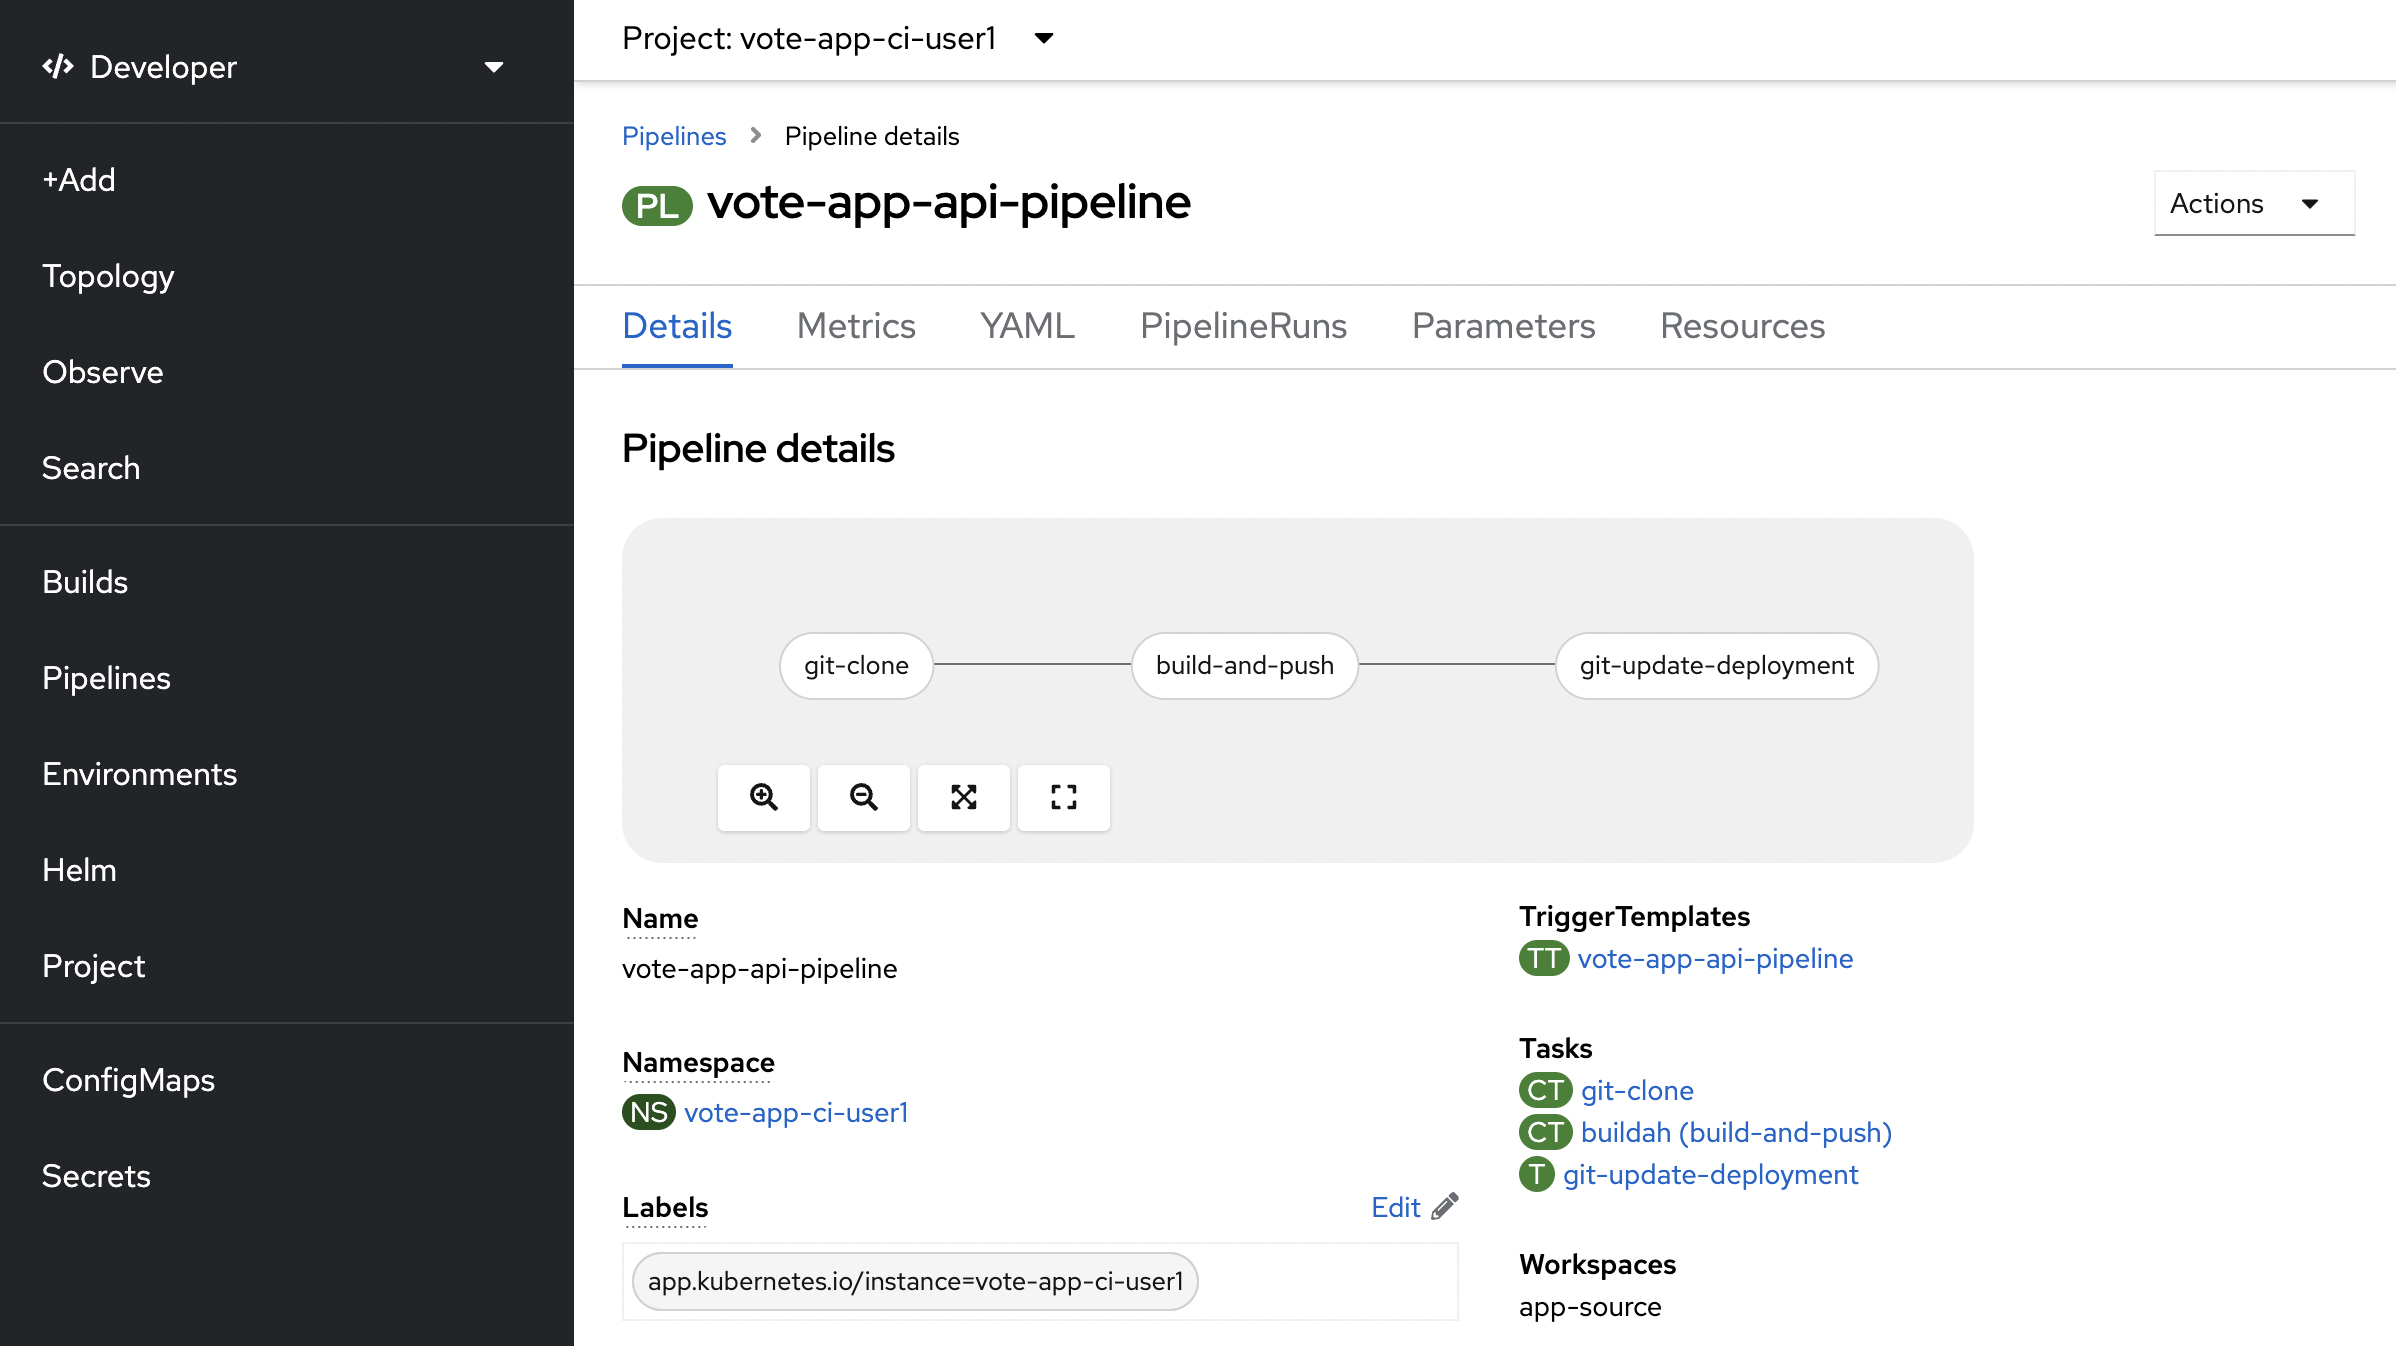 Developer
+Add
Topology
Observe
Search
Builds
Pipelines
Environments
Helm
Project
ConfigMaps
Secrets
Project: vote-app-ci-user1
Pipelines Pipeline details
PL vote-app-api-pipeline
Actions
Details Metrics YAML PipelineRuns Parameters Resources
Pipeline details
git-clone build-and-push git-update-deployment
Name
vote-app-api-pipeline
Namespace
NS vote-app-ci-user1
Labels
Edit
app.kubernetes.io/instance=vote-app-ci-user1
TriggerTemplates
TT vote-app-api-pipeline
Tasks
CT git-clone
CT buildah (build-and-push)
T git-update-deployment
Workspaces
app-source